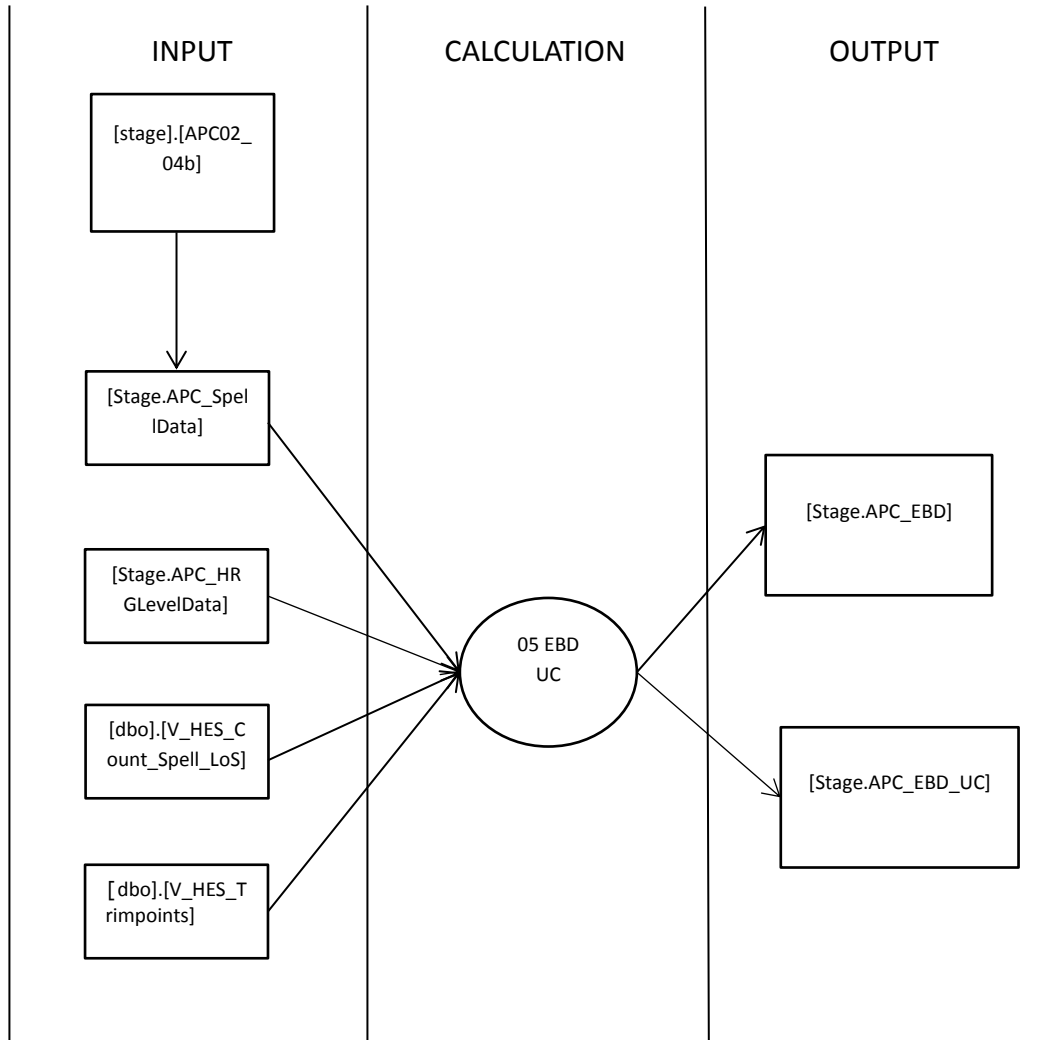 INPUT
CALCULATION
OUTPUT
[stage].[APC02_
04b]
[Stage.APC_Spel
lData]
[Stage.APC_HR
GLevelData]
[dbo].[V_HES_C
ount_Spell_LoS]
[dbo].[V_HES_T
rimpoints]
05 EBD
UC
[Stage.APC_EBD]
[Stage.APC_EBD_UC]